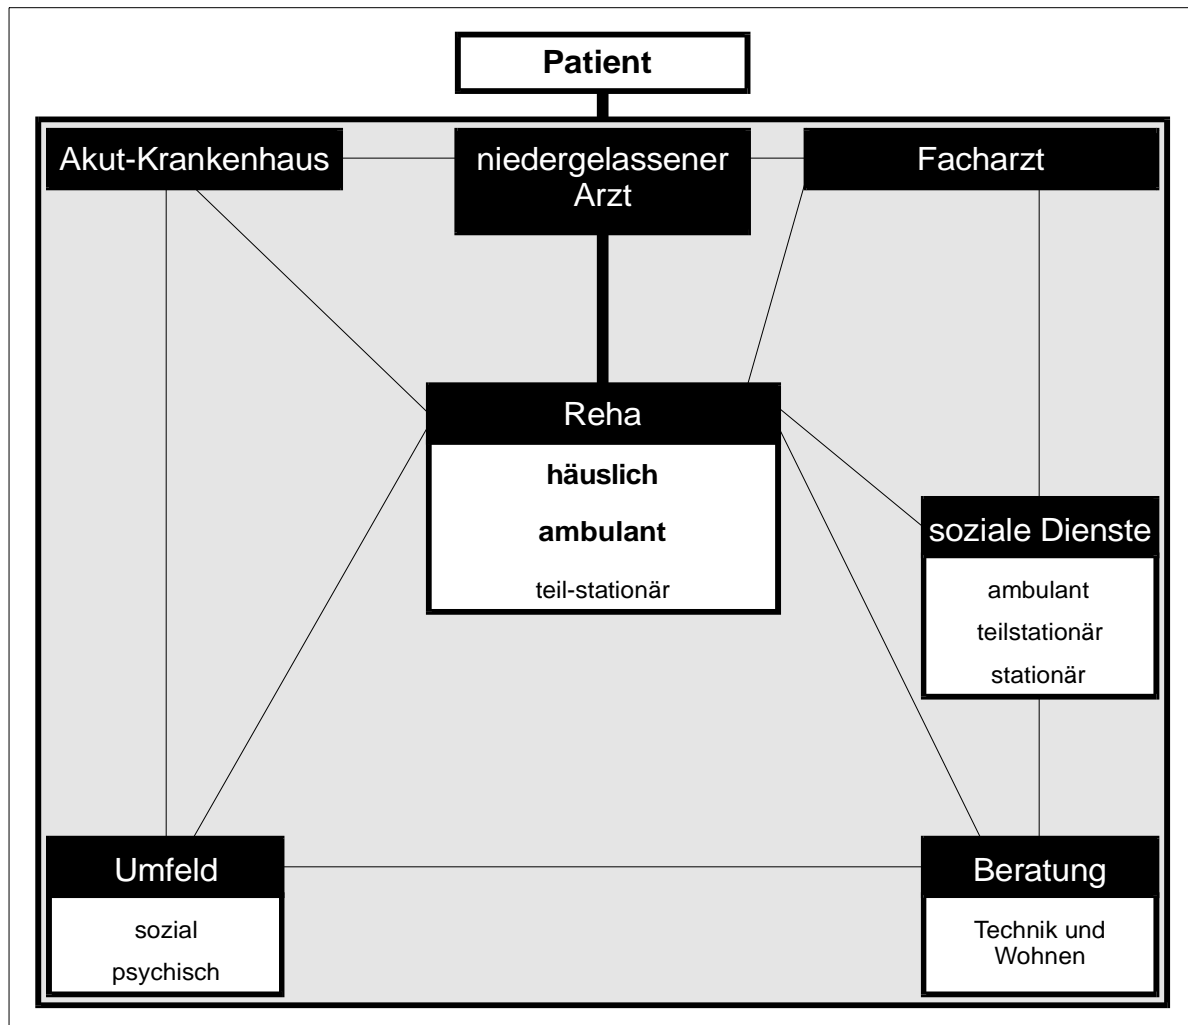 Patient
Akut-Krankenhaus
niedergelassener
Arzt
Facharzt
Reha
häuslich
ambulant
teil-stationär
soziale Dienste
ambulant
teilstationär
stationär
Umfeld
sozial
psychisch
Beratung
Technik und
Wohnen